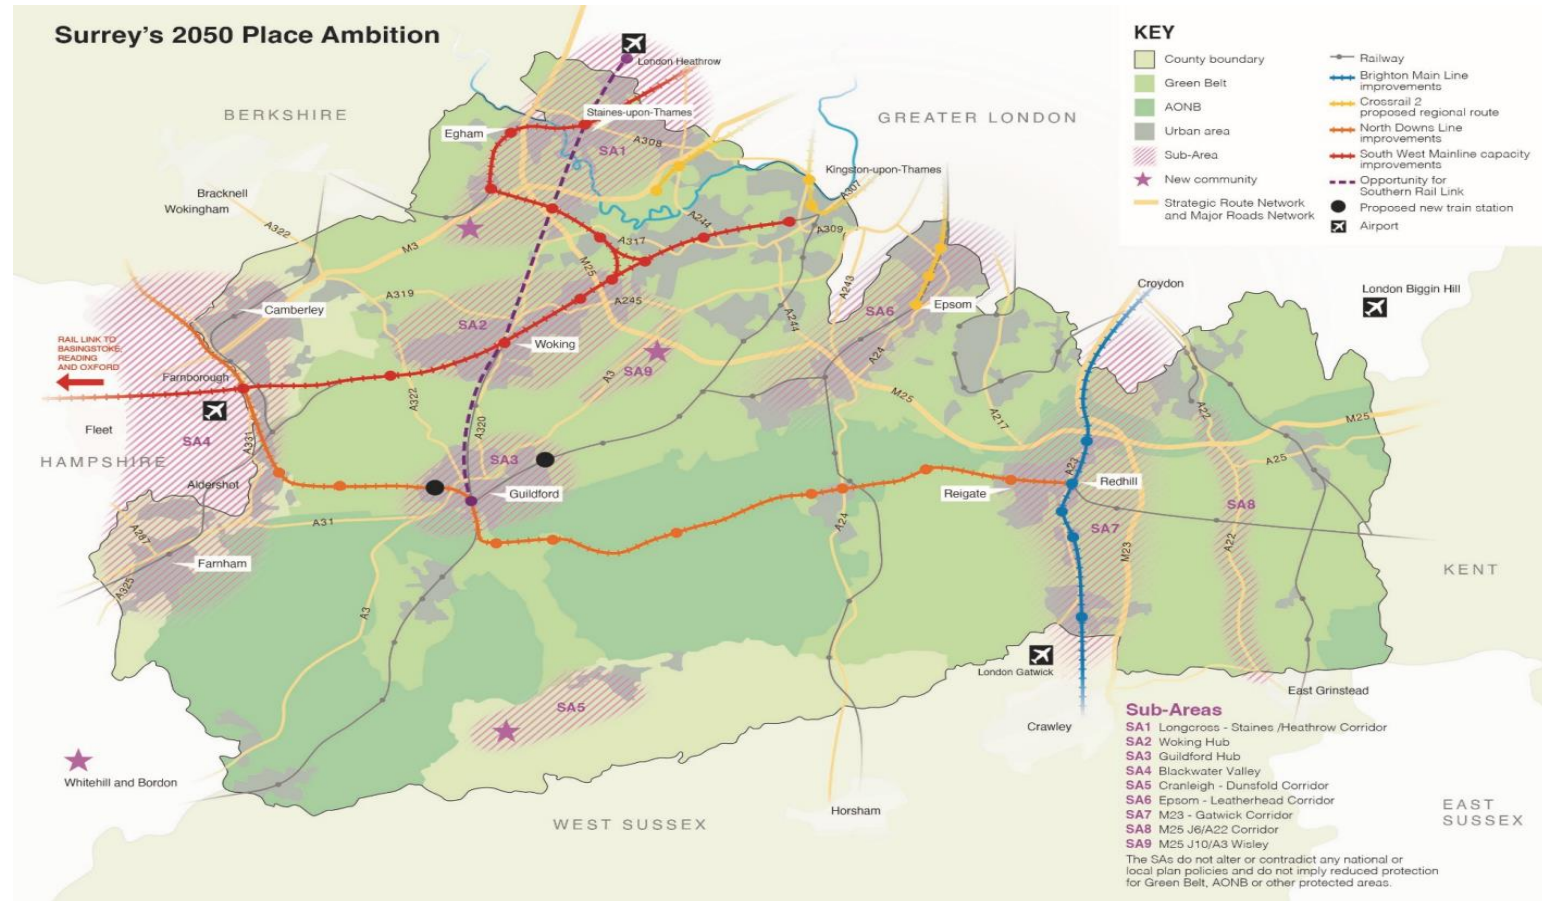 Surrey's 2050 Place Ambition
KEY
County boundary
Green Belt
AONB
Urban area
Sub-Area
New community
Strategic Route Network
and Major Roads Network
Railway
Brighton Main Line
improvements
Crossrail 2
proposed regional route
North Downs Line
improvements
South West Mainline capacity
improvements
Opportunity for
Southern Rail Link
Proposed new train station
Airport
London Heathrow
BERKSHIRE
Staines-upon-Thames
GREATER LONDON
Egham
A308
SA1
Kingston-upon-Thames
Bracknell
Wokingham
A307
A322
A244
A309
M3
A317
M25
A243
A319
A245
Camberley
SA2
A244
SA6
Epsom
Croydon
London Biggin Hill
RAIL LINK TO
BASINGSTOKE,
READING
AND OXFORD
Woking
A24
Farnborough
SA9
A3
A322
M25
A22
M25
Fleet
A320
A217
SA4
A331
HAMPSHIRE
SA3
A25
Aldershot
Guildford
Reigate
A23
Redhill
SA8
A31
A24
SA7
A287
A22
M23
Farnham
KENT
A325
A3
London Gatwick
East Grinstead
SA5
Crawley
Whitehill and Bordon
Horsham
WEST SUSSEX
EAST
SUSSEX
Sub-Areas
SA1 Longcross - Staines /Heathrow Corridor
SA2 Woking Hub
SA3 Guildford Hub
SA4 Blackwater Valley
SA5 Cranleigh - Dunsfold Corridor
SA6 Epsom - Leatherhead Corridor
SA7 M23 - Gatwick Corridor
SA8 M25 J6/A22 Corridor
SA9 M25 J10/A3 Wisley
The SAs do not alter or contradict any national or
local plan policies and do not imply reduced protection
for Green Belt, AONB or other protected areas.